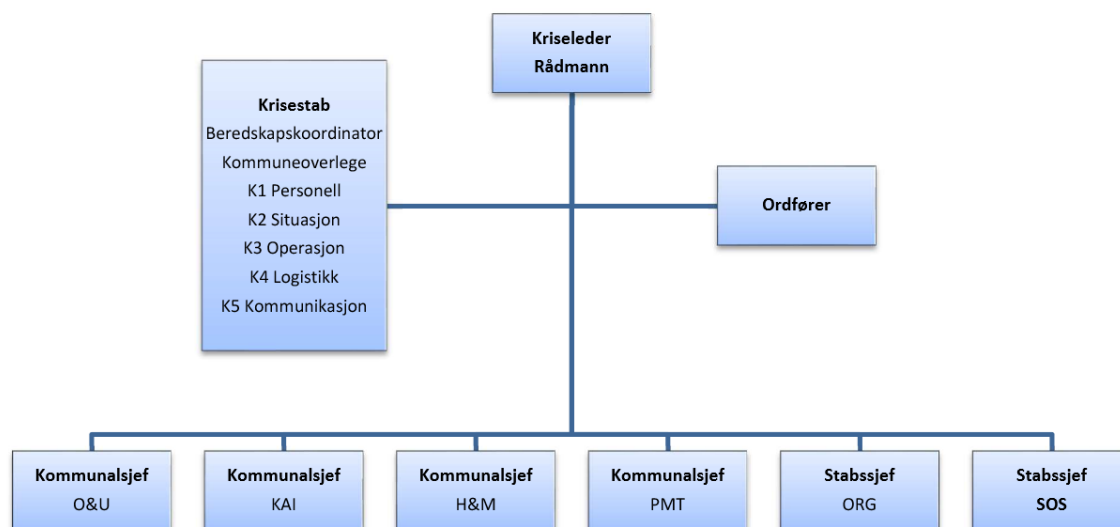 Kriseleder
Rådmann
Krisestab
Beredskapskoordinator
Kommuneoverlege
K1 Personell
K2 Situasjon
K3 Operasjon
K4 Logistikk
K5 Kommunikasjon
Ordfører
Kommunalsjef
O&U
Kommunalsjef
KAI
Kommunalsjef
H&M
Kommunalsjef
PMT
Stabssjef
ORG
Stabssjef
SOS